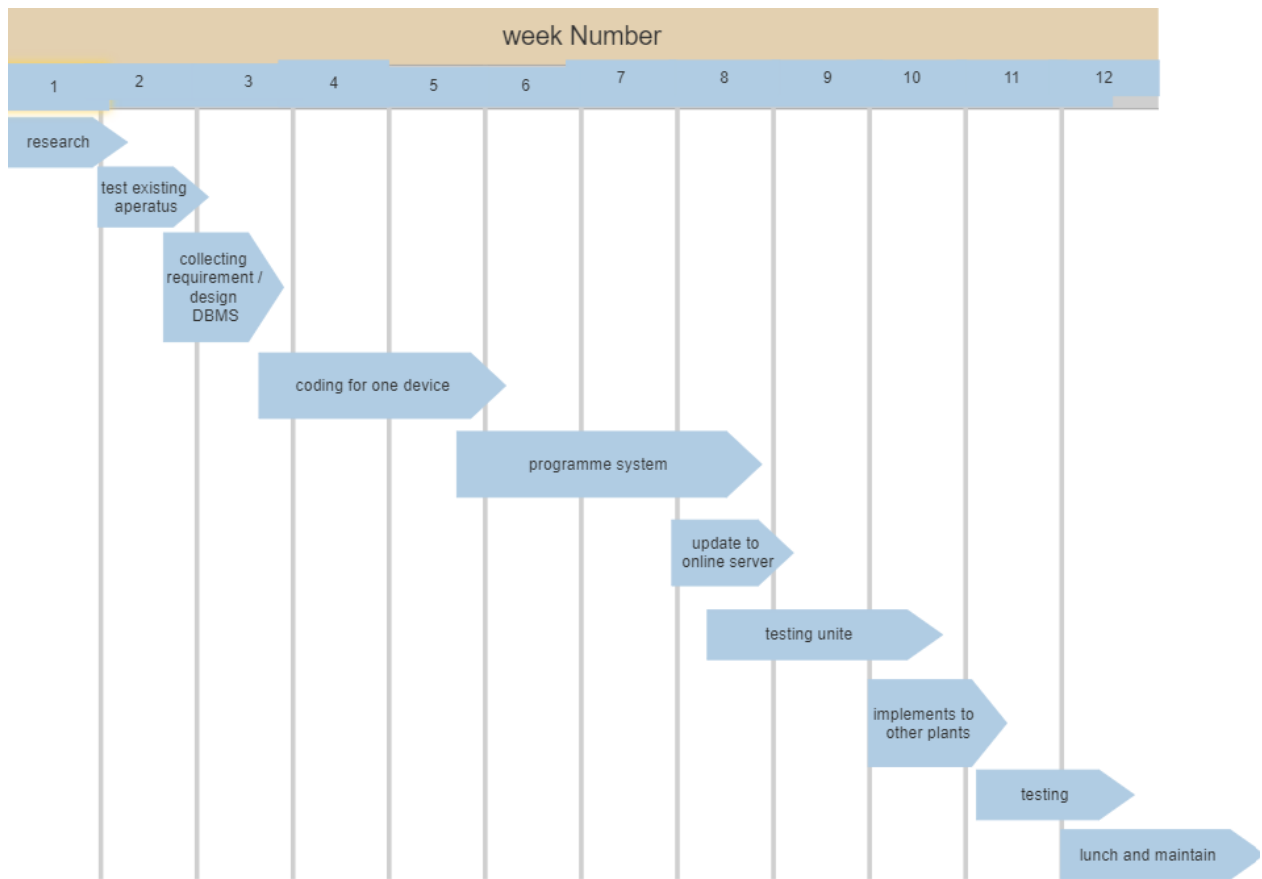 week Number
1 2 3 4 5 6 7 8 9 10 11 12
research
test existing
aperatus
collecting
requirement /
design
DBMS
coding for one device
programme system
update to
online server
testing unite
implements to
other plants
testing
lunch and maintain